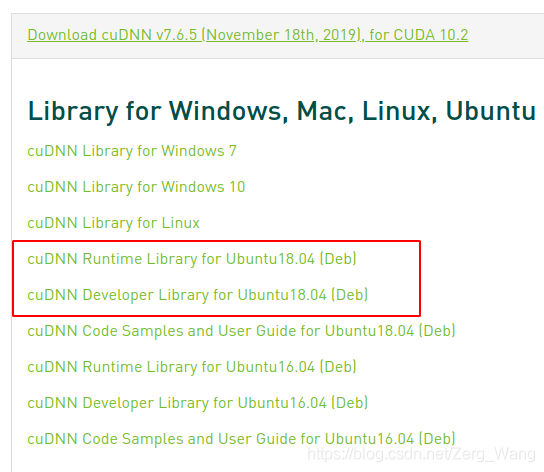 Download cuDNN v7.6.5 (November 18th, 2019), for CUDA 10.2
Library for Windows, Mac, Linux, Ubuntu
cuDNN Library for Windows 7
cuDNN Library for Windows 10
cuDNN Library for Linux
cuDNN Runtime Library for Ubuntu18.04 (Deb)
cuDNN Developer Library for Ubuntu18.04 (Deb)
cuDNN Code Samples and User Guide for Ubuntu18.04 (Deb)
cuDNN Runtime Library for Ubuntu16.04 (Deb)
cuDNN Developer Library for Ubuntu16.04 (Deb)
cuDNN Code Samples and User Guide for Ubuntu16.04 (Deb)
https://blog.csdn.net/Zerg_Wang